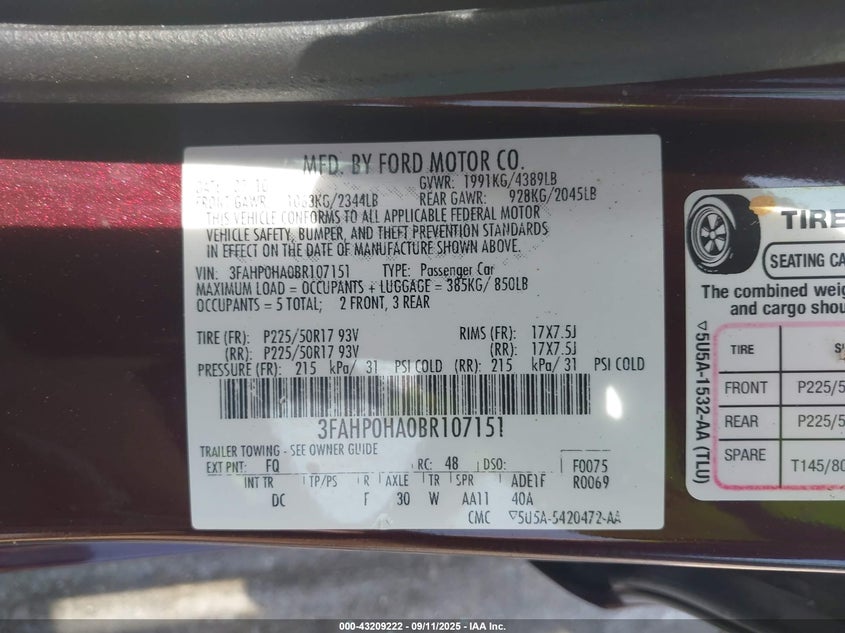 MFD. BY FORD MOTOR CO.
GVWR: 1991KG/4389LB
FRONT GAWR: 1063KG/2344LB REAR GAWR: 928KG/2045LB
THIS VEHICLE CONFORMS TO ALL APPLICABLE FEDERAL MOTOR
VEHICLE SAFETY, BUMPER, AND THEFT PREVENTION STANDARDS
IN EFFECT ON THE DATE OF MANUFACTURE SHOWN ABOVE.
VIN: 3FAHP0HA0BR107151 TYPE: Passenger Car
MAXIMUM LOAD = OCCUPANTS + LUGGAGE = 385KG/ 850LB
OCCUPANTS = 5 TOTAL; 2 FRONT, 3 REAR
TIRE (FR): P225/50R17 93V RIMS (FR): 17X7.5J
(RR): P225/50R17 93V (RR): 17X7.5J
PRESSURE (FR): 215 kPa/ 31 PSI COLD (RR): 215 kPa/ 31 PSI COLD
3FAHP0HA0BR107151
TRAILER TOWING - SEE OWNER GUIDE
EXT PNT: FQ RC: 48 DSO: F0075
INT TR TP/PS R AXLE TR SPR ADE1F R0069
DC F 30 W AA11 40A
CMC ▽5U5A-5420472-AA
TIRE
SEATING CA
The combined weig
and cargo shou
TIRE
FRONT P225/5
REAR P225/5
SPARE T145/80
▽5U5A-1532-AA (TLU)
000-43209222 - 09/11/2025 - IAA Inc.